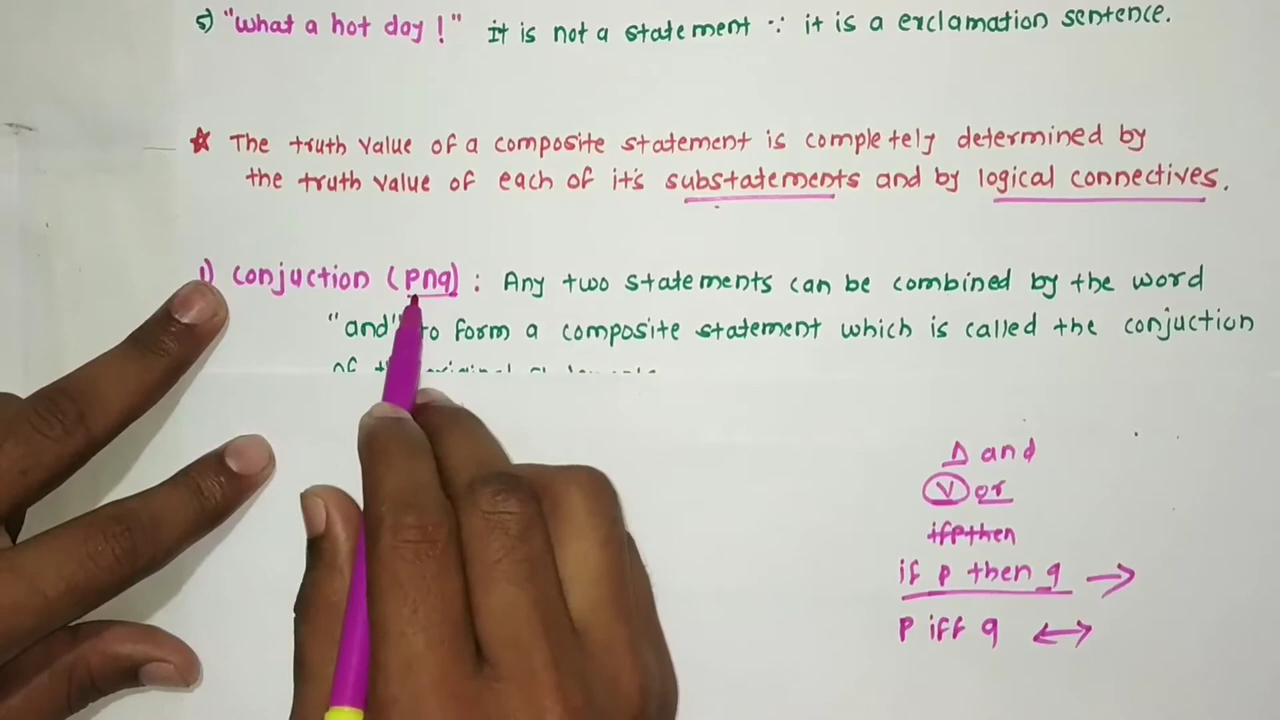 5) "what a hot day!" it is not a statement ∵ it is a exclamation sentence.
☆ The truth value of a composite statement is completely determined by
the truth value of each of it's substatements and by logical connectives.
1) conjuction (p∧q) : Any two statements can be combined by the word
"and" to form a composite statement which is called the conjuction
of
∧ and
∨ or
if p then
if p then q →
P iff q ↔